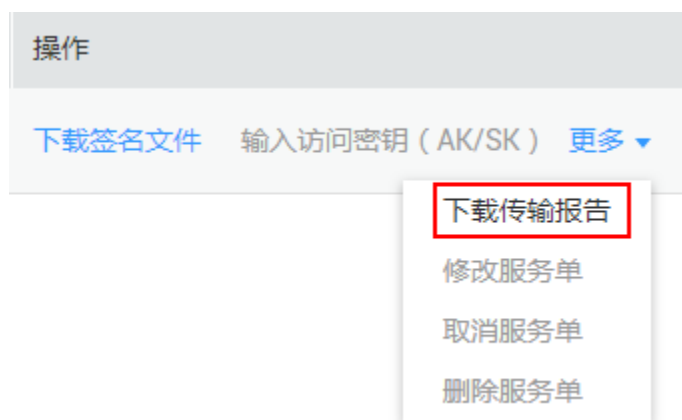 操作
下载签名文件 输入访问密钥（AK/SK） 更多
下载传输报告
修改服务单
取消服务单
删除服务单